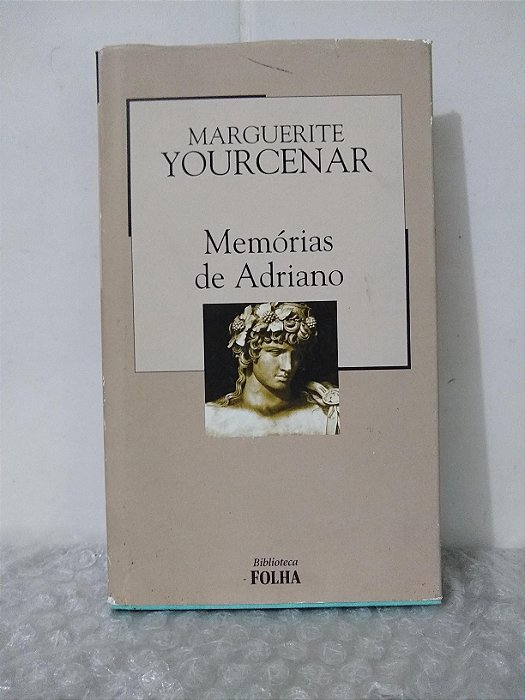 MARGUERITE
YOURCENAR
Memórias
de Adriano
Biblioteca
FOLHA